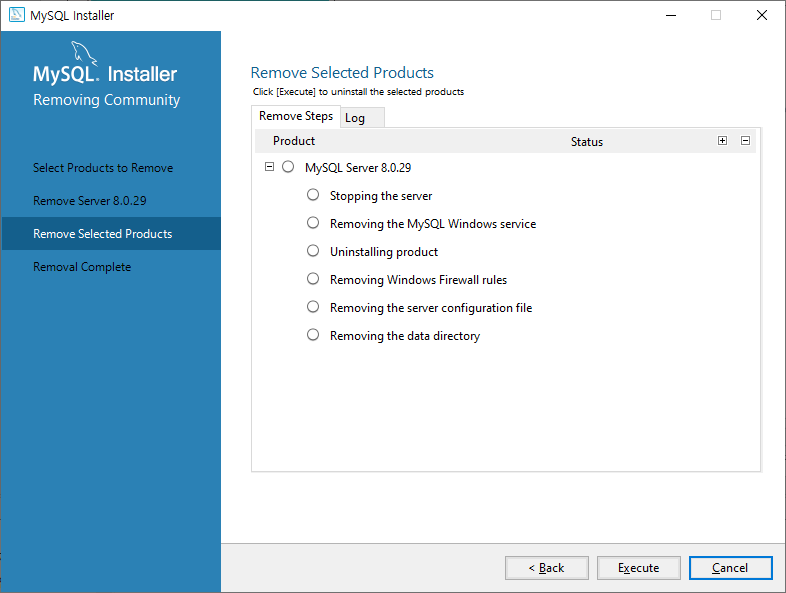 MySQL Installer
MySQL. Installer
Removing Community
Select Products to Remove
Remove Server 8.0.29
Remove Selected Products
Removal Complete
Remove Selected Products
Click [Execute] to uninstall the selected products
Remove Steps Log
Product Status
MySQL Server 8.0.29
Stopping the server
Removing the MySQL Windows service
Uninstalling product
Removing Windows Firewall rules
Removing the server configuration file
Removing the data directory
< Back Execute Cancel